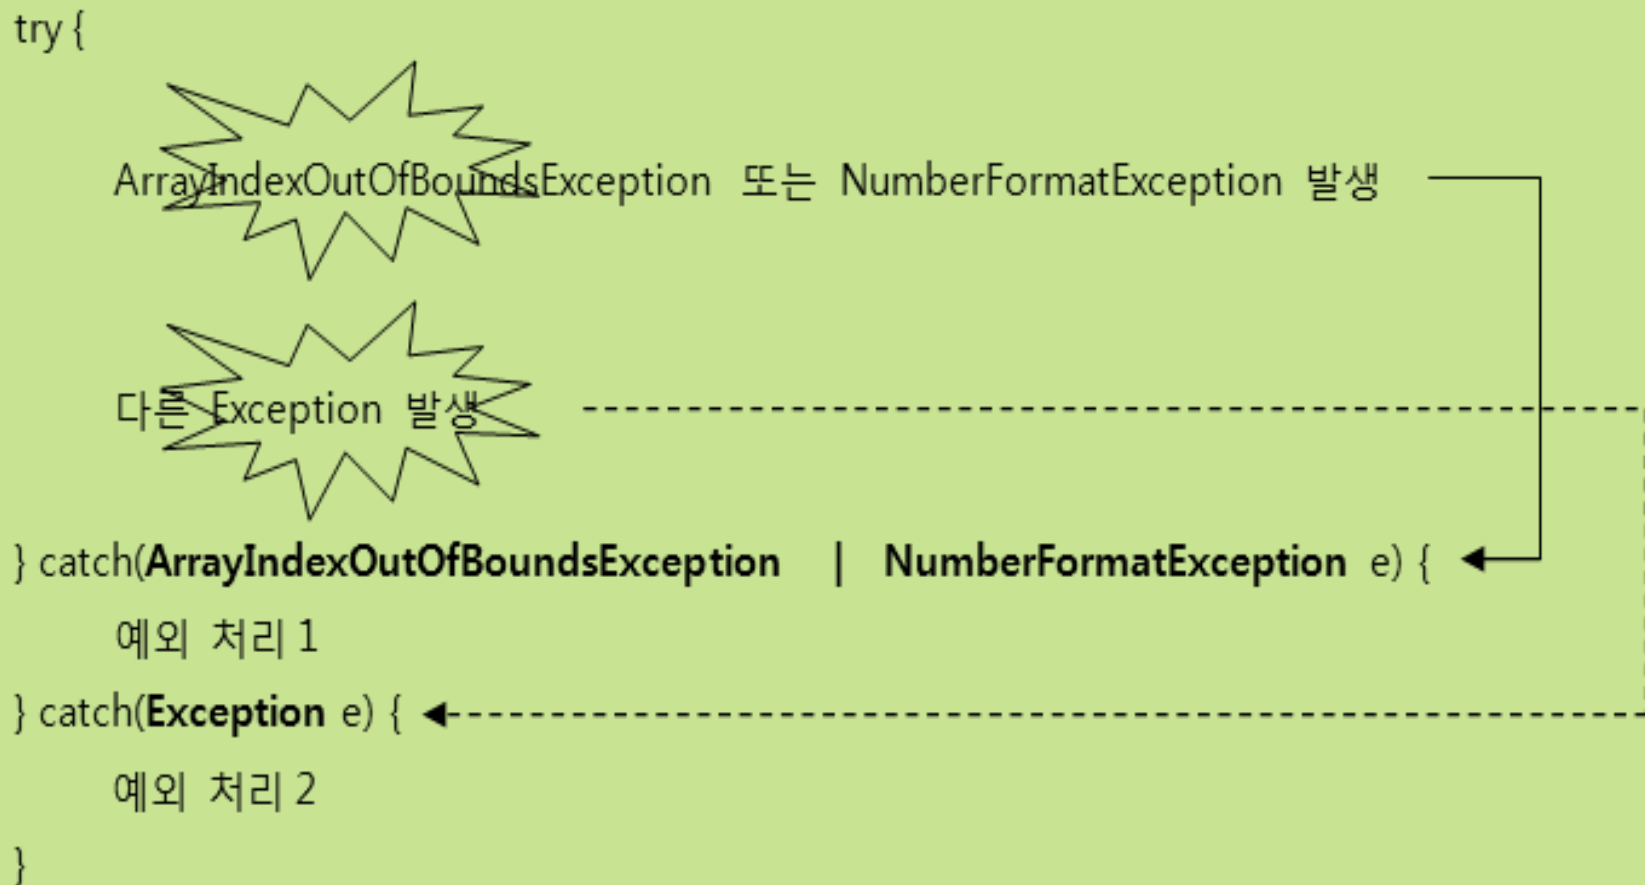 try {
ArrayIndexOutOfBoundsException 또는 NumberFormatException 발생
다른 Exception 발생
} catch(ArrayIndexOutOfBoundsException | NumberFormatException e) {
예외 처리 1
} catch(Exception e) {
예외 처리 2
}